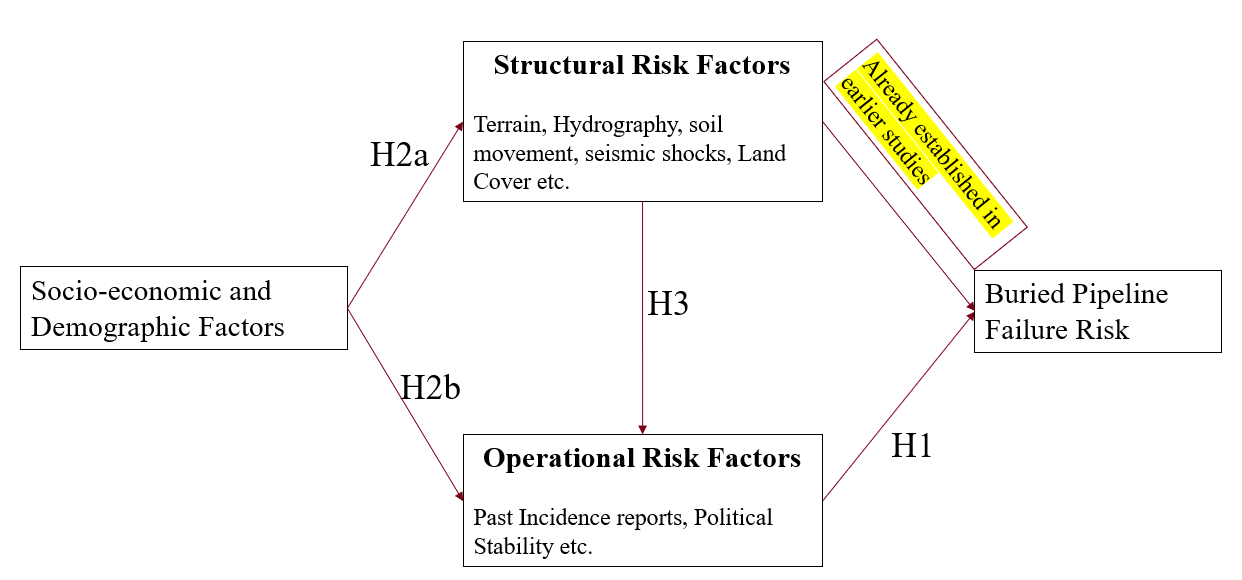 Structural Risk Factors
Terrain, Hydrography, soil
movement, seismic shocks, Land
Cover etc.
Already established in
earlier studies
H2a
Socio-economic and
Demographic Factors
H3
Buried Pipeline
Failure Risk
H2b
H1
Operational Risk Factors
Past Incidence reports, Political
Stability etc.